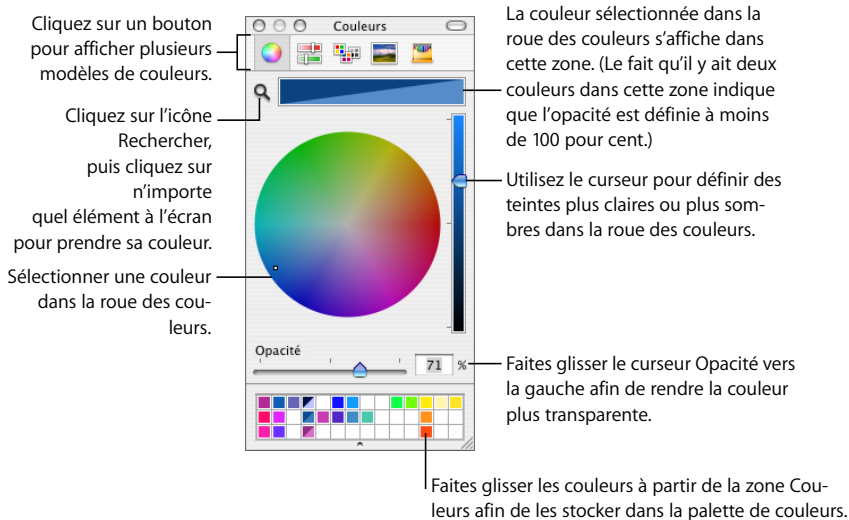 Cliquez sur un bouton
pour afficher plusieurs
modèles de couleurs.
Cliquez sur l'icône
Rechercher,
puis cliquez sur
n'importe
quel élément à l'écran
pour prendre sa couleur.
Sélectionner une couleur
dans la roue des cou-
leurs.
Couleurs
Opacité
71 %
La couleur sélectionnée dans la
roue des couleurs s'affiche dans
cette zone. (Le fait qu'il y ait deux
couleurs dans cette zone indique
que l'opacité est définie à moins
de 100 pour cent.)
Utilisez le curseur pour définir des
teintes plus claires ou plus som-
bres dans la roue des couleurs.
Faites glisser le curseur Opacité vers
la gauche afin de rendre la couleur
plus transparente.
Faites glisser les couleurs à partir de la zone Cou-
leurs afin de les stocker dans la palette de couleurs.